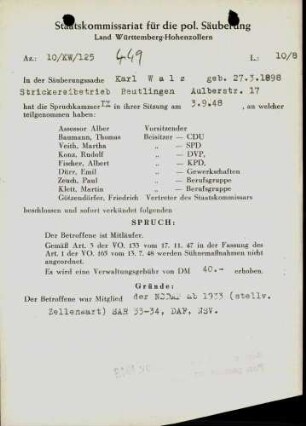 Staatskommissariat für die pol. Säuberung
Land Württemberg-Hohenzollern
Az.: 10/KW/125 449 L.: 10/8
In der Säuberungssache Karl Walz geb. 27.3.1898
Strickereibetrieb Reutlingen Aulberstr. 17
hat die Spruchkammer IX in ihrer Sitzung am 3.9.48, an welcher
teilgenommen haben:
Assessor Alber Vorsitzender
Baumann, Thomas Beisitzer — CDU
Veith, Martha „ — SPD
Konz, Rudolf „ — DVP,
Fischer, Albert „ — KPD,
Dürr, Emil „ — Gewerkschaften
Zeuch, Paul „ — Berufsgruppe
Klett, Martin „ — Berufsgruppe
Götzendörfer, Friedrich Vertreter des Staatskommissars
beschlossen und sofort verkündet folgenden
SPRUCH:
Der Betroffene ist Mitläufer.
Gemäß Art. 3 der VO. 133 vom 17. 11. 47 in der Fassung des
Art. 1 der VO. 165 vom 13. 7. 48 werden Sühnemaßnahmen nicht
angeordnet.
Es wird eine Verwaltungsgebühr von DM 40.- erhoben.
Gründe:
Der Betroffene war Mitglied der NSDAP ab 1933 (stellv.
Zellenwart) SAR 33-34, DAF, NSV.